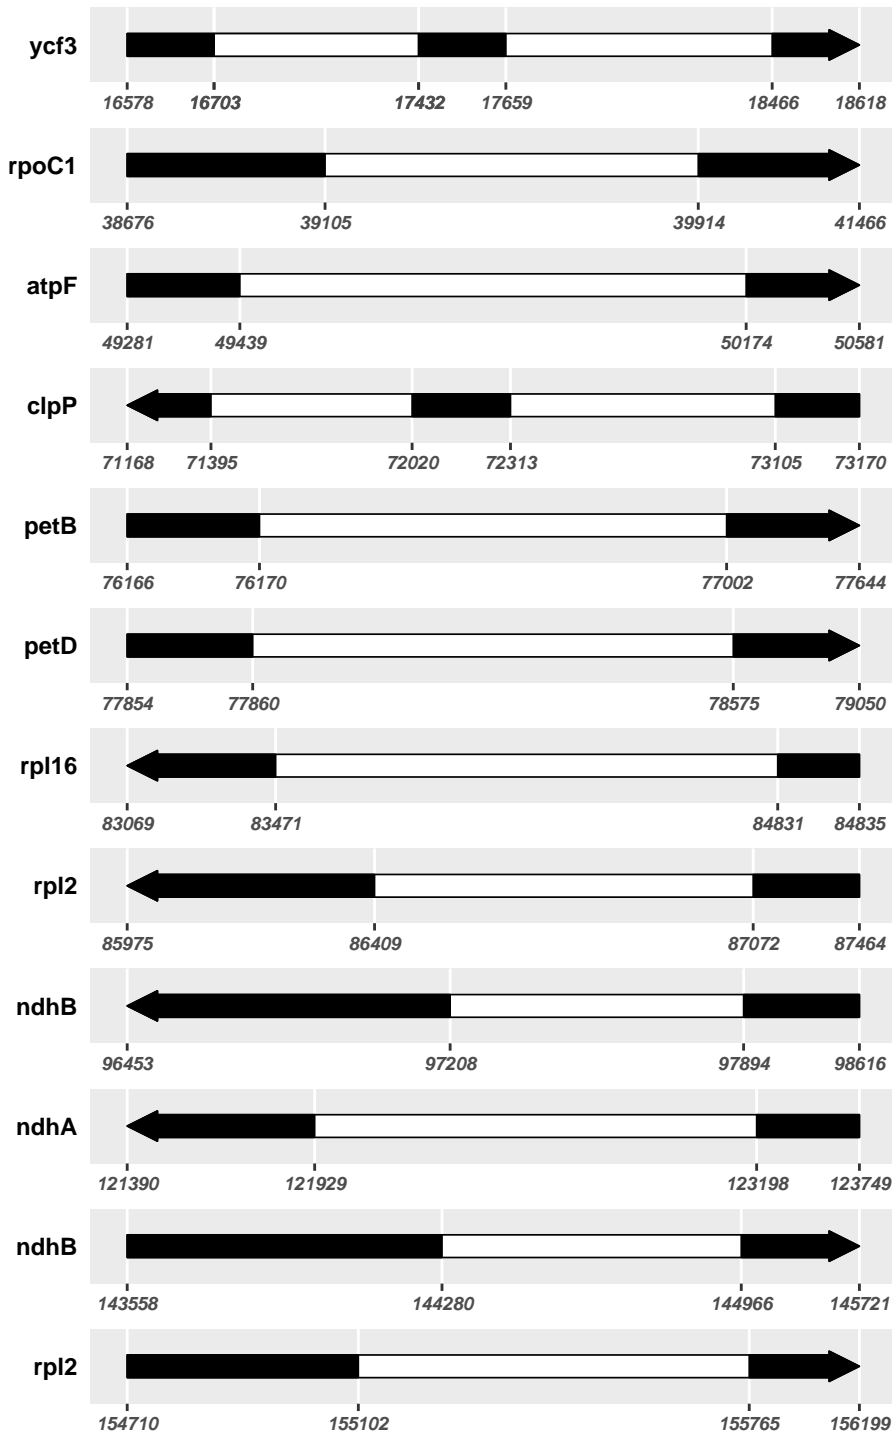 ycf3
16578 16703 17432 17659 18466 18618
rpoC1
38676 39105 39914 41466
atpF
49281 49439 50174 50581
clpP
71168 71395 72020 72313 73105 73170
petB
76166 76170 77002 77644
petD
77854 77860 78575 79050
rpl16
83069 83471 84831 84835
rpl2
85975 86409 87072 87464
ndhB
96453 97208 97894 98616
ndhA
121390 121929 123198 123749
ndhB
143558 144280 144966 145721
rpl2
154710 155102 155765 156199